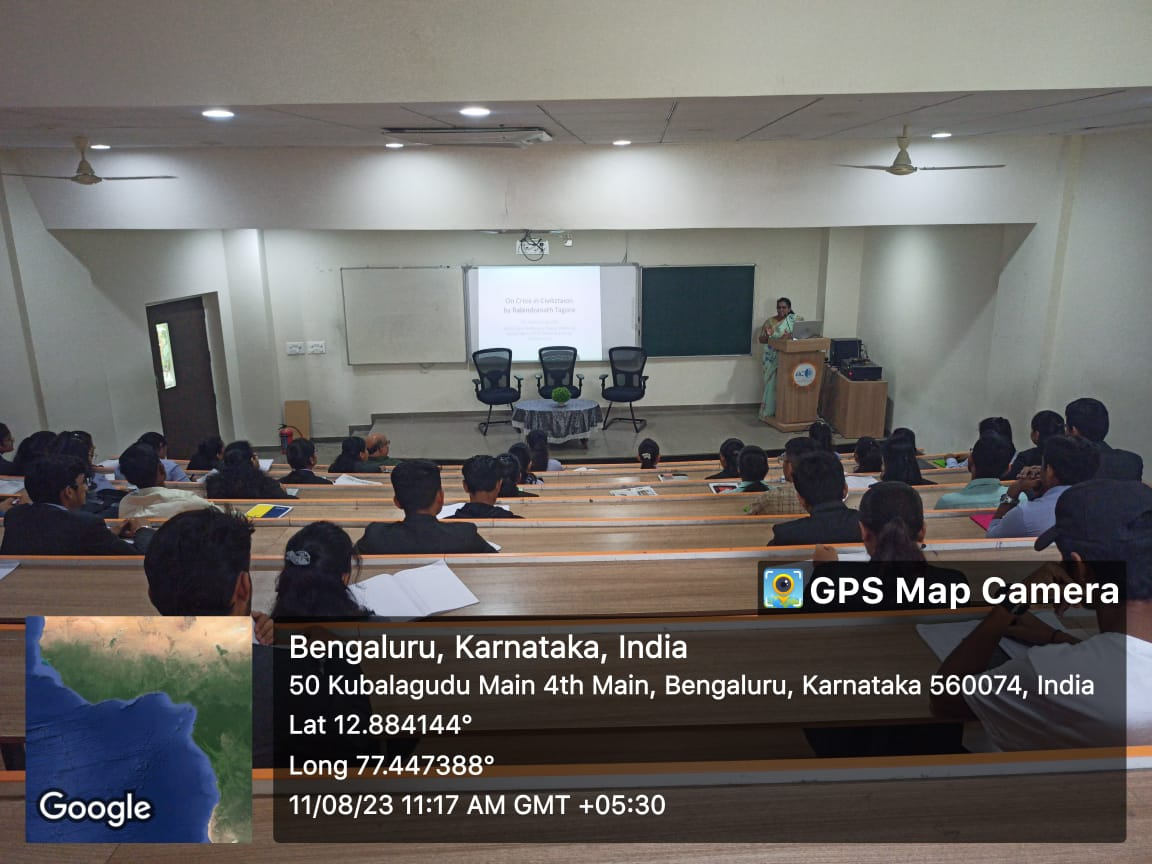 On Crisis in Civilization
by Rabindranath Tagore
GPS Map Camera
Bengaluru, Karnataka, India
50 Kubalagudu Main 4th Main, Bengaluru, Karnataka 560074, India
Lat 12.884144°
Long 77.447388°
11/08/23 11:17 AM GMT +05:30
Google